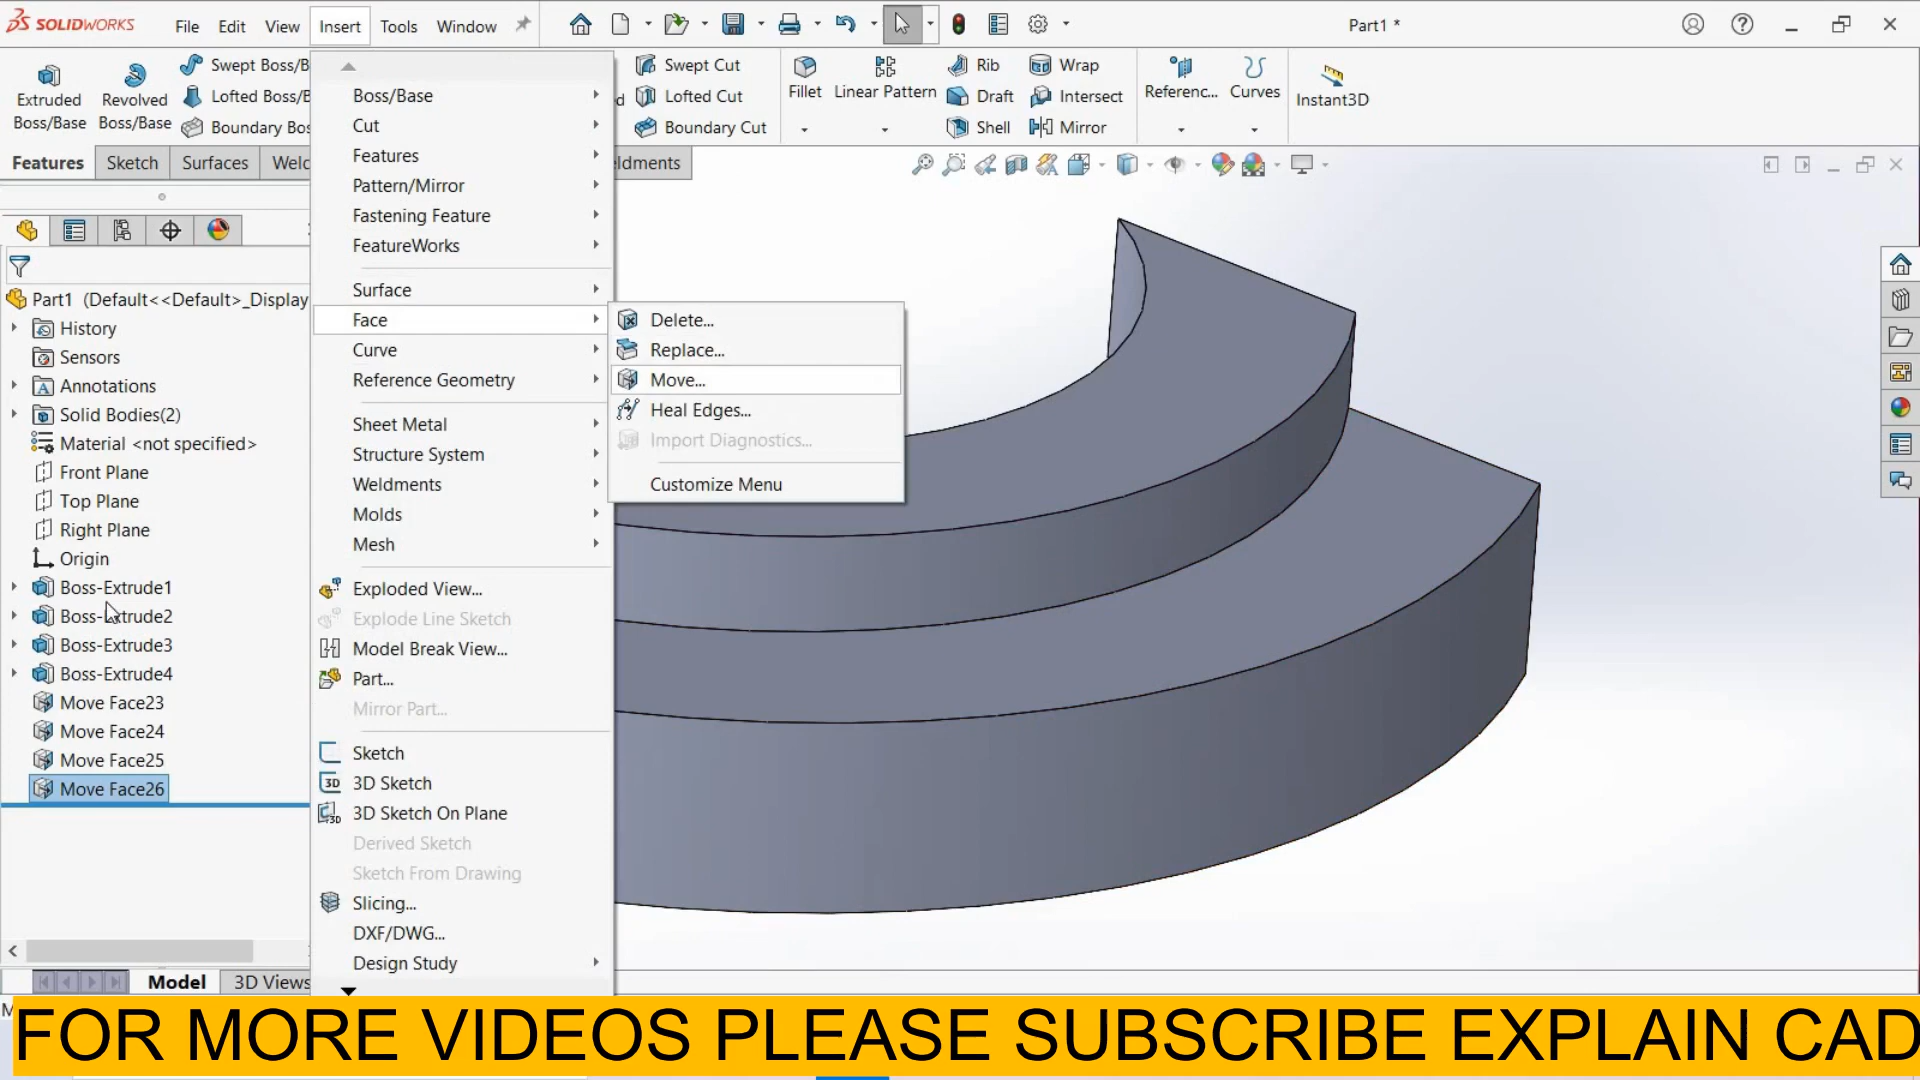 SOLIDWORKS File Edit View Insert Tools Window Part1 *
Extruded Boss/Base
Revolved Boss/Base
Swept Boss/B
Lofted Boss/B
Boundary Bos
d
Swept Cut
Lofted Cut
Boundary Cut
Fillet
Linear Pattern
Rib
Draft
Shell
Wrap
Intersect
Mirror
Referenc...
Curves
Instant3D
Features Sketch Surfaces Weld ldments
Part1 (Default<<Default>_Display
History
Sensors
Annotations
Solid Bodies(2)
Material <not specified>
Front Plane
Top Plane
Right Plane
Origin
Boss-Extrude1
Boss-Extrude2
Boss-Extrude3
Boss-Extrude4
Move Face23
Move Face24
Move Face25
Move Face26
Boss/Base
Cut
Features
Pattern/Mirror
Fastening Feature
FeatureWorks
Surface
Face
Curve
Reference Geometry
Sheet Metal
Structure System
Weldments
Molds
Mesh
Exploded View...
Explode Line Sketch
Model Break View...
Part...
Mirror Part...
Sketch
3D Sketch
3D Sketch On Plane
Derived Sketch
Sketch From Drawing
Slicing...
DXF/DWG...
Design Study
Delete...
Replace...
Move...
Heal Edges...
Import Diagnostics...
Customize Menu
Model 3D Views
FOR MORE VIDEOS PLEASE SUBSCRIBE EXPLAIN CAD